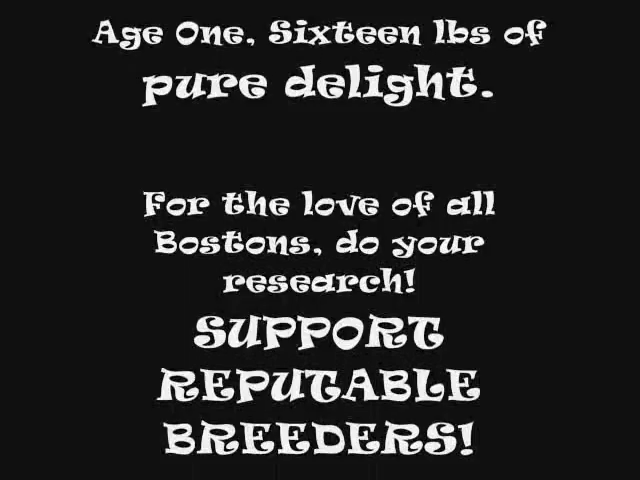 Age One, Sixteen lbs of
pure delight.
For the love of all
Bostons, do your
research!
SUPPORT
REPUTABLE
BREEDERS!